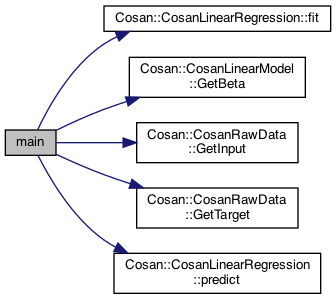 main
Cosan::CosanLinearRegression::fit
Cosan::CosanLinearModel
::GetBeta
Cosan::CosanRawData
::GetInput
Cosan::CosanRawData
::GetTarget
Cosan::CosanLinearRegression
::predict